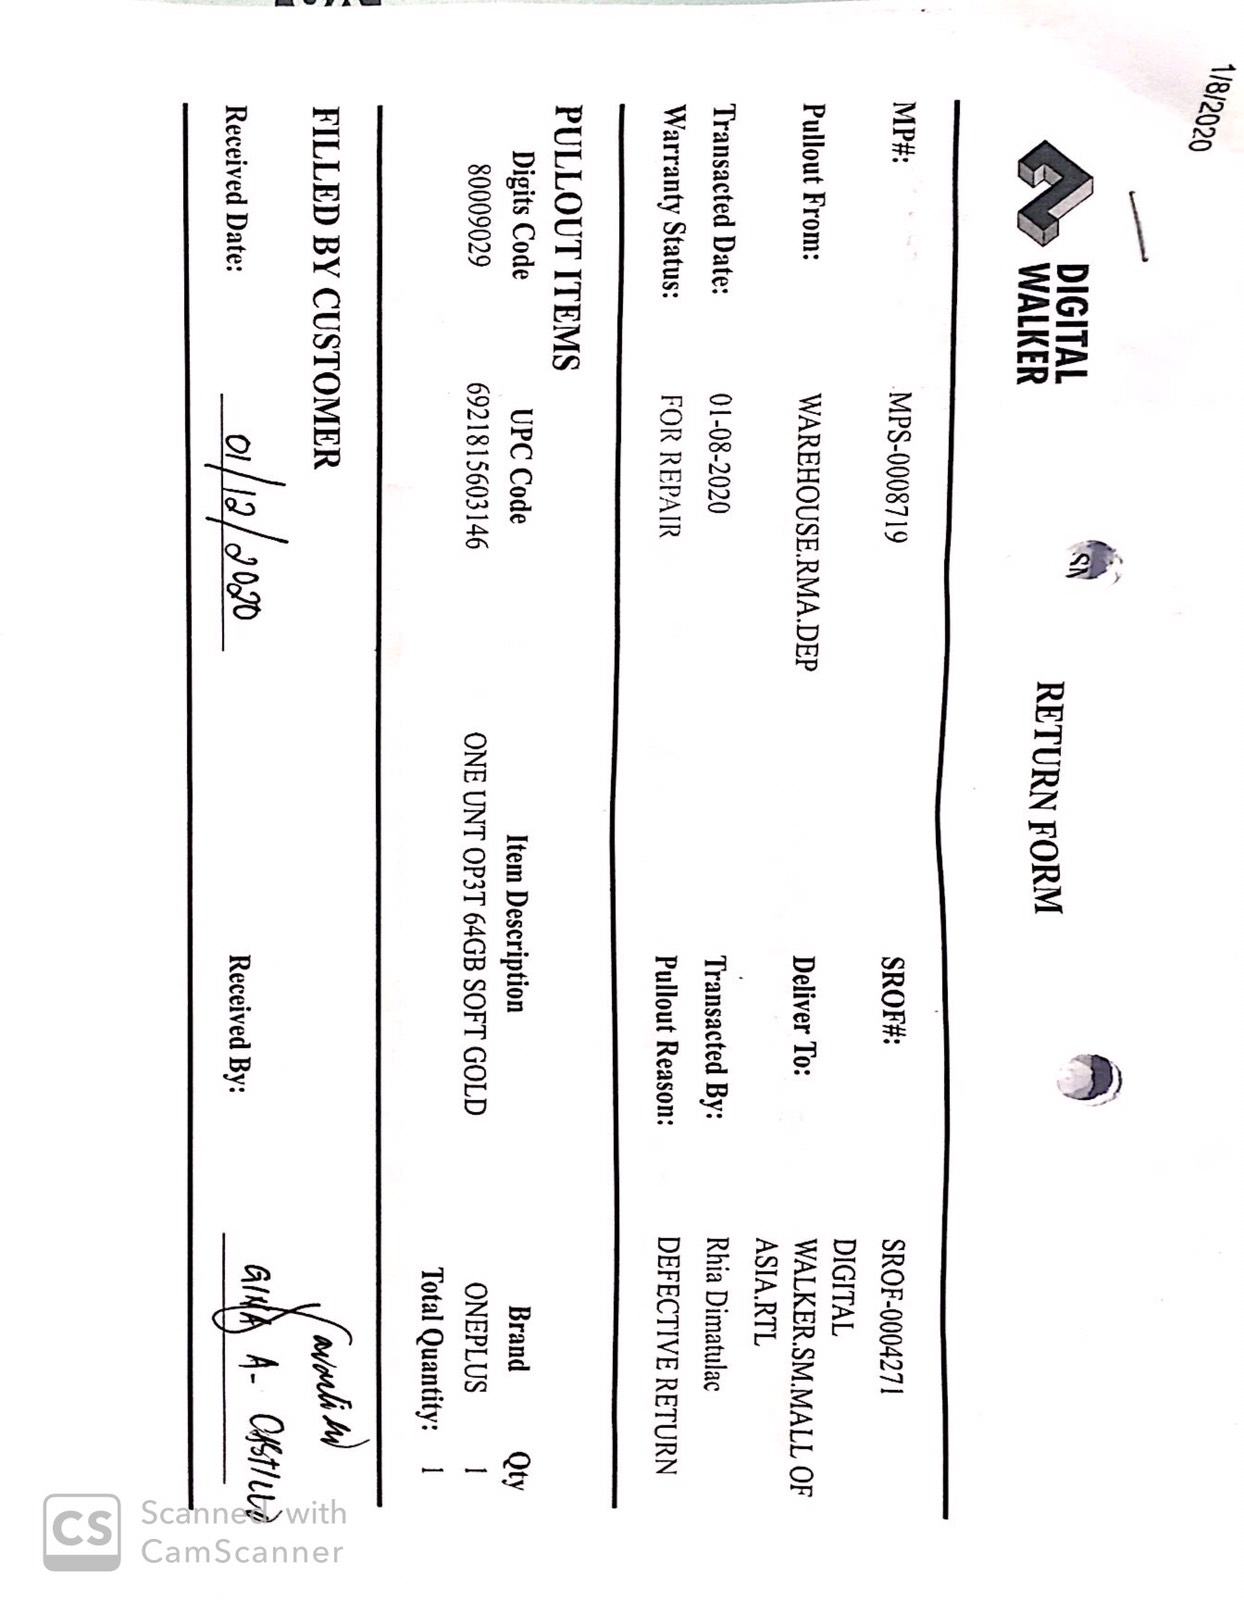 1/8/2020
DIGITAL
WALKER
RETURN FORM
MP#: MPS-0008719 SROF#: SROF-0004271
Pullout From: WAREHOUSE.RMA.DEP Deliver To: DIGITAL
WALKER.SM.MALL OF
ASIA.RTL
Transacted Date: 01-08-2020 Transacted By: Rhia Dimatulac
Warranty Status: FOR REPAIR Pullout Reason: DEFECTIVE RETURN
PULLOUT ITEMS
Digits Code UPC Code Item Description Brand Qty
80009029 6921815603146 ONE UNT OP3T 64GB SOFT GOLD ONEPLUS 1
Total Quantity: 1
FILLED BY CUSTOMER
Received Date: 01/12/2020 Received By: GINA A. CASTILLO
CS Scanned with
CamScanner